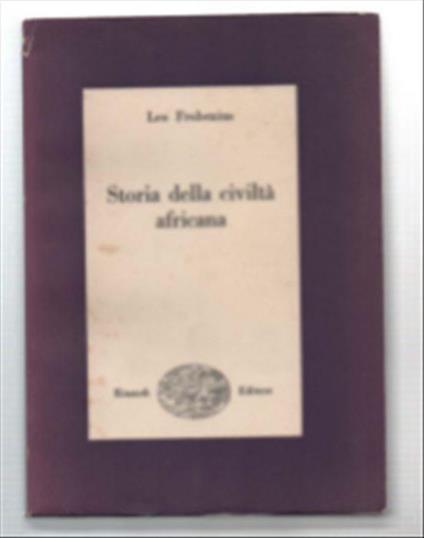 Leo Frobenius
Storia della civiltà
africana
Einaudi Editore